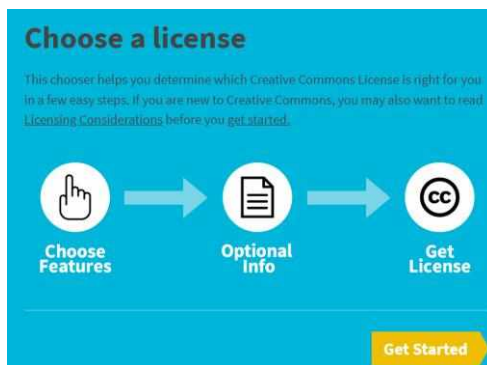 Choose a license
This chooser helps you determine which Creative Commons License is right for you
in a few easy steps. If you are new to Creative Commons, you may also want to read
Licensing Considerations before you get started.
Choose
Features
Optional
Info
cc
Get
License
Get Started